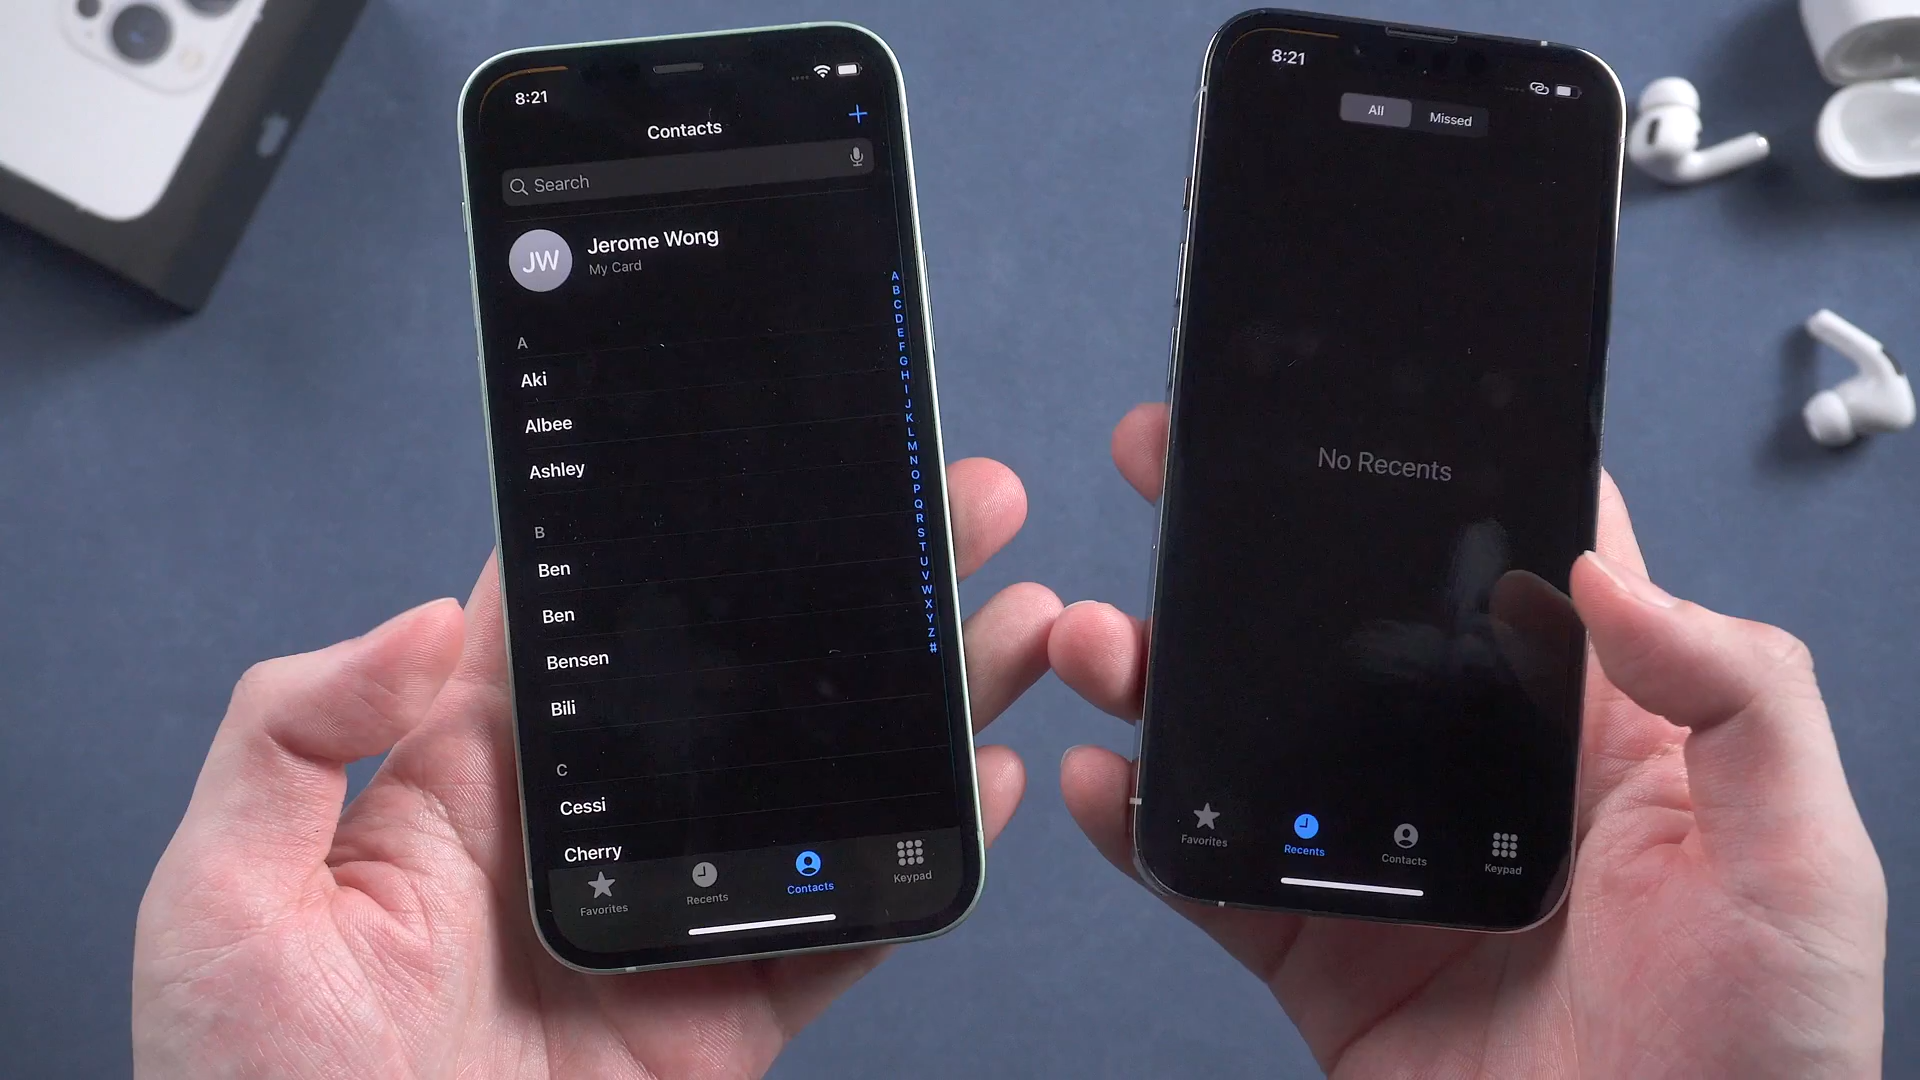 8:21
Contacts
+
Search
JW
Jerome Wong
My Card
A
Aki
Albee
Ashley
B
Ben
Ben
Bensen
Bili
C
Cessi
Cherry
A
B
C
D
E
F
G
H
I
J
K
L
M
N
O
P
Q
R
S
T
U
V
W
X
Y
Z
#
Favorites
Recents
Contacts
Keypad
8:21
All
Missed
No Recents
Favorites
Recents
Contacts
Keypad